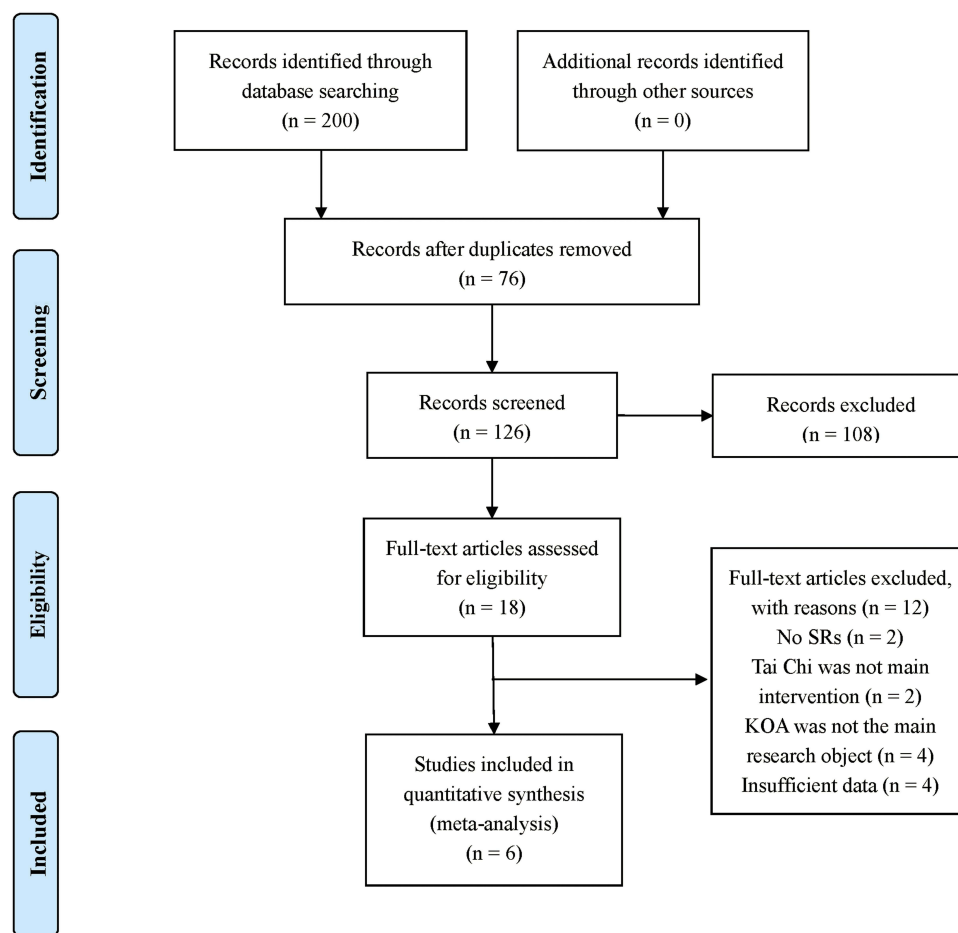 Identification
Records identified through
database searching
(n = 200)
Additional records identified
through other sources
(n = 0)
Records after duplicates removed
(n = 76)
Screening
Records screened
(n = 126)
Records excluded
(n = 108)
Eligibility
Full-text articles assessed
for eligibility
(n = 18)
Full-text articles excluded,
with reasons (n = 12)
No SRs (n = 2)
Tai Chi was not main
intervention (n = 2)
KOA was not the main
research object (n = 4)
Insufficient data (n = 4)
Included
Studies included in
quantitative synthesis
(meta-analysis)
(n = 6)